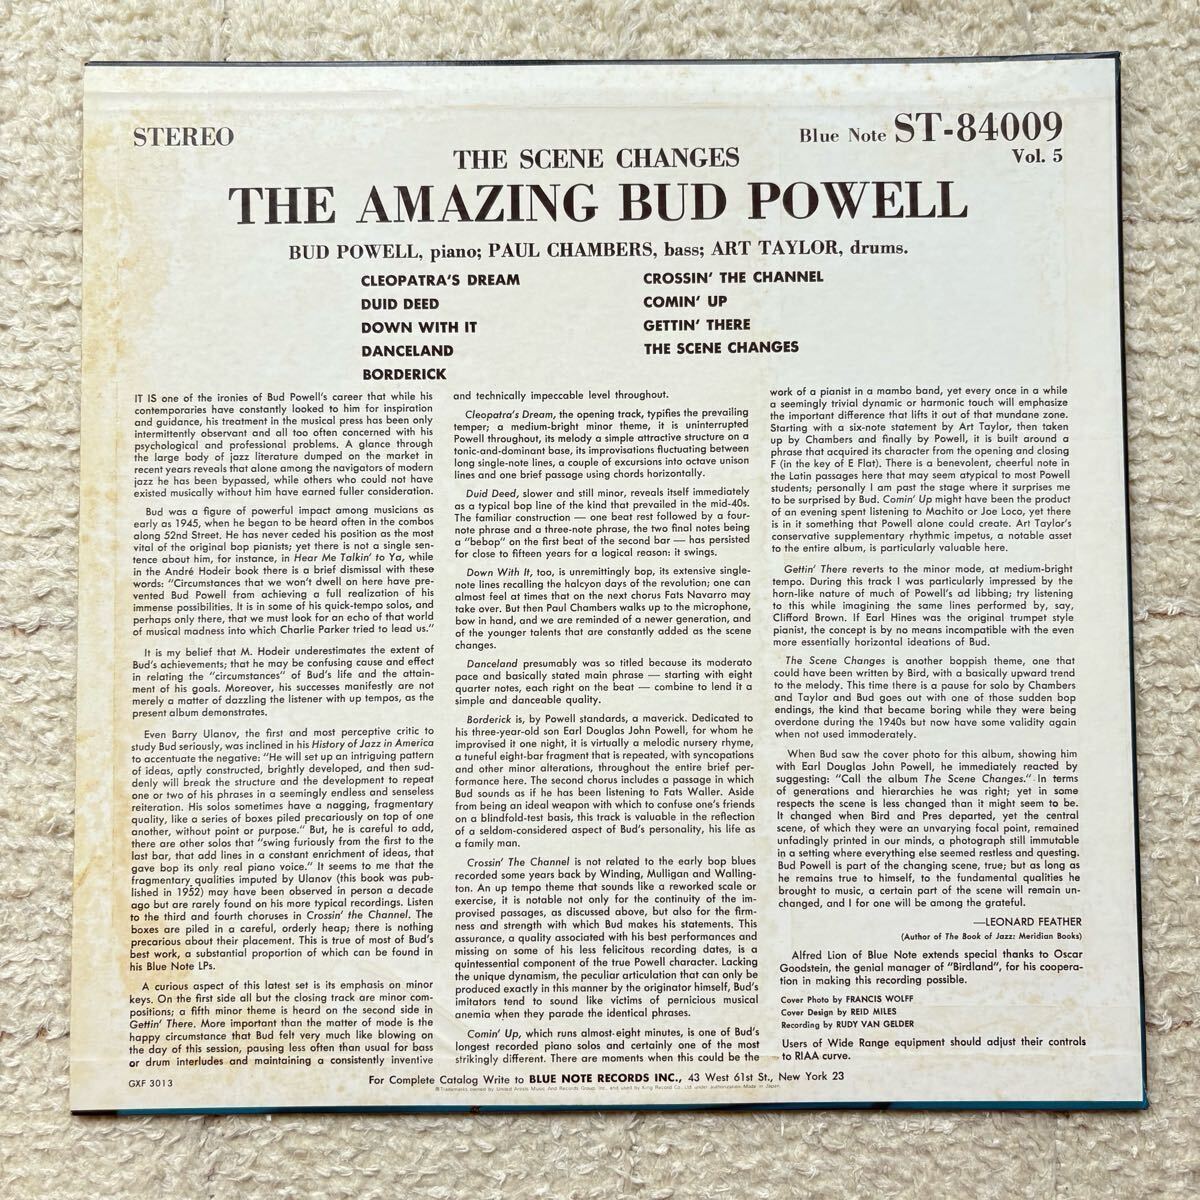 STEREO
Blue Note ST-84009
Vol. 5
THE SCENE CHANGES
THE AMAZING BUD POWELL
BUD POWELL, piano; PAUL CHAMBERS, bass; ART TAYLOR, drums.
CLEOPATRA'S DREAM
DUID DEED
DOWN WITH IT
DANCELAND
BORDERICK
CROSSIN' THE CHANNEL
COMIN' UP
GETTIN' THERE
THE SCENE CHANGES
IT IS one of the ironies of Bud Powell's career that while his
contemporaries have constantly looked to him for inspiration
and guidance, his treatment in the musical press has been only
intermittently observant and all too often concerned with his
psychological and professional problems. A glance through
the large body of jazz literature dumped on the market in
recent years reveals that alone among the navigators of modern
jazz he has been bypassed, while others who could not have
existed musically without him have earned fuller consideration.
Bud was a figure of powerful impact among musicians as
early as 1945, when he began to be heard often in the combos
along 52nd Street. He has never ceded his position as the most
vital of the original bop pianists; yet there is not a single sen-
tence about him, for instance, in Hear Me Talkin' to Ya, while
in the André Hodeir book there is a brief dismissal with these
words: "Circumstances that we won't dwell on here have pre-
vented Bud Powell from achieving a full realization of his
immense possibilities. It is in some of his quick-tempo solos, and
perhaps only there, that we must look for an echo of that world
of musical madness into which Charlie Parker tried to lead us."
It is my belief that M. Hodeir underestimates the extent of
Bud's achievements; that he may be confusing cause and effect
in relating the "circumstances" of Bud's life and the attain-
ment of his goals. Moreover, his successes manifestly are not
merely a matter of dazzling the listener with up tempos, as the
present album demonstrates.
Even Barry Ulanov, the first and most perceptive critic to
study Bud seriously, was inclined in his History of Jazz in America
to accentuate the negative: "He will set up an intriguing pattern
of ideas, aptly constructed, brightly developed, and then sud-
denly will break the structure and the development to repeat
one or two of his phrases in a seemingly endless and senseless
reiteration. His solos sometimes have a nagging, fragmentary
quality, like a series of boxes piled precariously on top of one
another, without point or purpose." But, he is careful to add,
there are other solos that "swing furiously from the first to the
last bar, that add lines in a constant enrichment of ideas, that
gave bop its only real piano voice." It seems to me that the
fragmentary qualities imputed by Ulanov (this book was pub-
lished in 1952) may have been observed in person a decade
ago but are rarely found on his more typical recordings. Listen
to the third and fourth choruses in Crossin' the Channel. The
boxes are piled in a careful, orderly heap; there is nothing
precarious about their placement. This is true of most of Bud's
best work, a substantial proportion of which can be found in
his Blue Note LPs.
A curious aspect of this latest set is its emphasis on minor
keys. On the first side all but the closing track are minor com-
positions; a fifth minor theme is heard on the second side in
Gettin' There. More important than the matter of mode is the
happy circumstance that Bud felt very much like blowing on
the day of this session, pausing less often than usual for bass
or drum interludes and maintaining a consistently inventive
and technically impeccable level throughout.
Cleopatra's Dream, the opening track, typifies the prevailing
temper; a medium-bright minor theme, it is uninterrupted
Powell throughout, its melody a simple attractive structure on a
tonic-and-dominant base, its improvisations fluctuating between
long single-note lines, a couple of excursions into octave unison
lines and one brief passage using chords horizontally.
Duid Deed, slower and still minor, reveals itself immediately
as a typical bop line of the kind that prevailed in the mid-40s.
The familiar construction — one beat rest followed by a four-
note phrase and a three-note phrase, the two final notes being
a "bebop" on the first beat of the second bar — has persisted
for close to fifteen years for a logical reason: it swings.
Down With It, too, is unremittingly bop, its extensive single-
note lines recalling the halcyon days of the revolution; one can
almost feel at times that on the next chorus Fats Navarro may
take over. But then Paul Chambers walks up to the microphone,
bow in hand, and we are reminded of a newer generation, and
of the younger talents that are constantly added as the scene
changes.
Danceland presumably was so titled because its moderato
pace and basically stated main phrase — starting with eight
quarter notes, each right on the beat — combine to lend it a
simple and danceable quality.
Borderick is, by Powell standards, a maverick. Dedicated to
his three-year-old son Earl Douglas John Powell, for whom he
improvised it one night, it is virtually a melodic nursery rhyme,
a tuneful eight-bar fragment that is repeated, with syncopations
and other minor alterations, throughout the entire brief per-
formance here. The second chorus includes a passage in which
Bud sounds as if he has been listening to Fats Waller. Aside
from being an ideal weapon with which to confuse one's friends
on a blindfold-test basis, this track is valuable in the reflection
of a seldom-considered aspect of Bud's personality, his life as
a family man.
Crossin' The Channel is not related to the early bop blues
recorded some years back by Winding, Mulligan and Walling-
ton. An up tempo theme that sounds like a reworked scale or
exercise, it is notable not only for the continuity of the im-
provised passages, as discussed above, but also for the firm-
ness and strength with which Bud makes his statements. This
assurance, a quality associated with his best performances and
missing on some of his less felicitous recording dates, is a
quintessential component of the true Powell character. Lacking
the unique dynamism, the peculiar articulation that can only be
produced exactly in this manner by the originator himself, Bud's
imitators tend to sound like victims of pernicious musical
anemia when they parade the identical phrases.
Comin' Up, which runs almost eight minutes, is one of Bud's
longest recorded piano solos and certainly one of the most
strikingly different. There are moments when this could be the
work of a pianist in a mambo band, yet every once in a while
a seemingly trivial dynamic or harmonic touch will emphasize
the important difference that lifts it out of that mundane zone.
Starting with a six-note statement by Art Taylor, then taken
up by Chambers and finally by Powell, it is built around a
phrase that acquired its character from the opening and closing
F (in the key of E Flat). There is a benevolent, cheerful note in
the Latin passages here that may seem atypical to most Powell
students; personally I am past the stage where it surprises me
to be surprised by Bud. Comin' Up might have been the product
of an evening spent listening to Machito or Joe Loco, yet there
is in it something that Powell alone could create. Art Taylor's
conservative supplementary rhythmic impetus, a notable asset
to the entire album, is particularly valuable here.
Gettin' There reverts to the minor mode, at medium-bright
tempo. During this track I was particularly impressed by the
horn-like nature of much of Powell's ad libbing; try listening
to this while imagining the same lines performed by, say,
Clifford Brown. If Earl Hines was the original trumpet style
pianist, the concept is by no means incompatible with the even
more essentially horizontal ideations of Bud.
The Scene Changes is another boppish theme, one that
could have been written by Bird, with a basically upward trend
to the melody. This time there is a pause for solo by Chambers
and Taylor and Bud goes out with one of those sudden bop
endings, the kind that became boring while they were being
overdone during the 1940s but now have some validity again
when not used immoderately.
When Bud saw the cover photo for this album, showing him
with Earl Douglas John Powell, he immediately reacted by
suggesting: "Call the album The Scene Changes." In terms
of generations and hierarchies he was right; yet in some
respects the scene is less changed than it might seem to be.
It changed when Bird and Pres departed, yet the central
scene, of which they were an unvarying focal point, remained
unfadingly printed in our minds, a photograph still immutable
in a setting where everything else seemed restless and questing.
Bud Powell is part of the changing scene, true; but as long as
he remains true to himself, to the fundamental qualities he
brought to music, a certain part of the scene will remain un-
changed, and I for one will be among the grateful.
—LEONARD FEATHER
(Author of The Book of Jazz: Meridian Books)
Alfred Lion of Blue Note extends special thanks to Oscar
Goodstein, the genial manager of "Birdland", for his coopera-
tion in making this recording possible.
Cover Photo by FRANCIS WOLFF
Cover Design by REID MILES
Recording by RUDY VAN GELDER
Users of Wide Range equipment should adjust their controls
to RIAA curve.
GXF 3013
For Complete Catalog Write to BLUE NOTE RECORDS INC., 43 West 61st St., New York 23
® Trademarks owned by United Artists Music And Records Group, Inc. and used by King Record Co., Ltd. under authorization. Made in Japan.